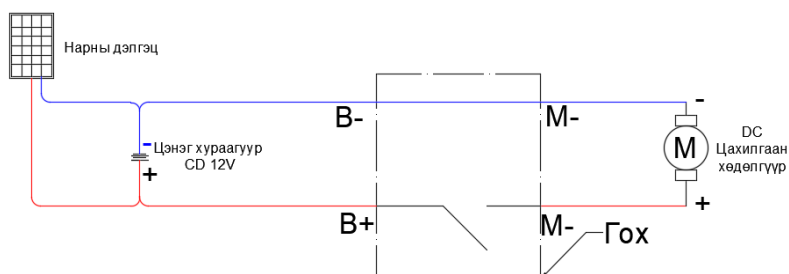 Нарны дэлгэц
B-
M-
-
-
Цэнэг хураагуур
CD 12V
+
M
DC
Цахилгаан
хөдөлгүүр
B+
M-
+
Гох